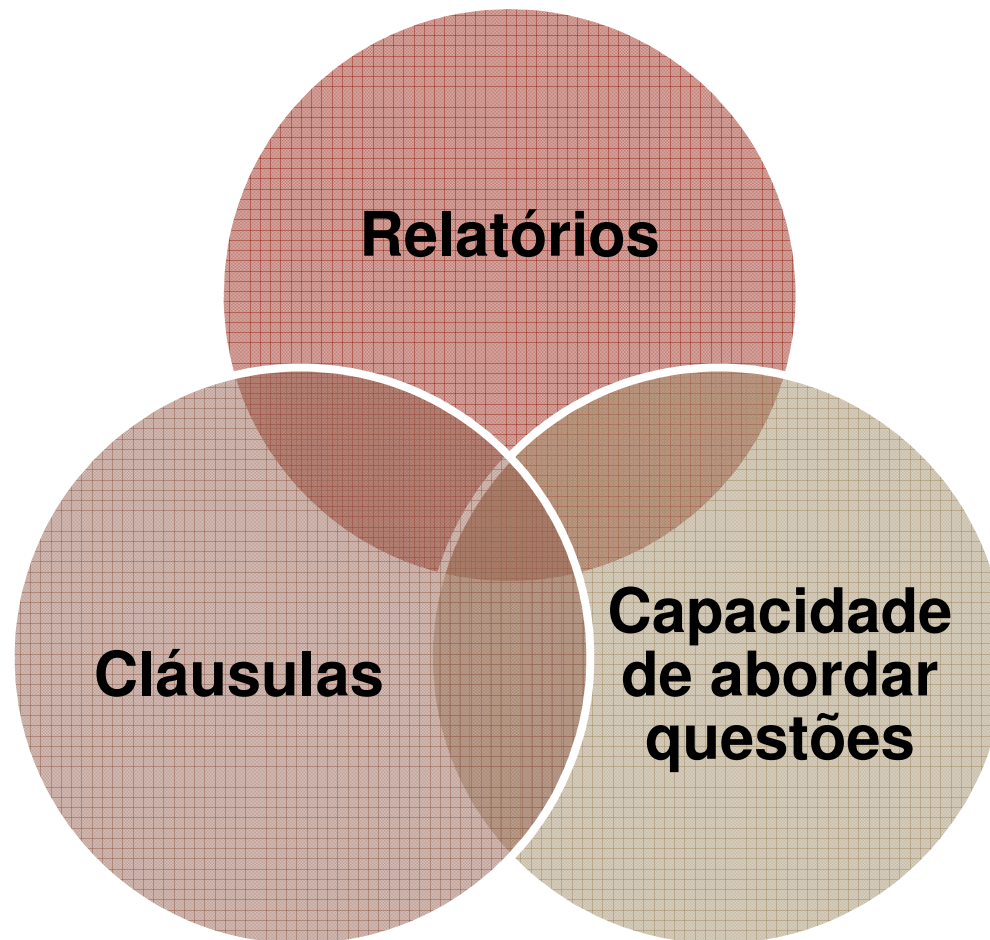 Relatórios
Cláusulas
Capacidade
de abordar
questões